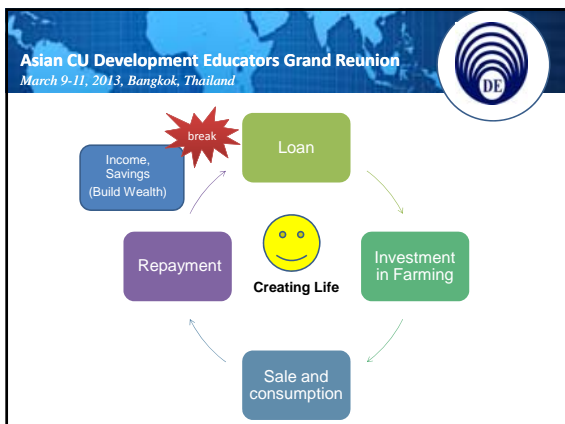 Asian CU Development Educators Grand Reunion
March 9-11, 2013, Bangkok, Thailand
DE
break
Loan
Income,
Savings
(Build Wealth)
Repayment
Creating Life
Investment
in Farming
Sale and
consumption